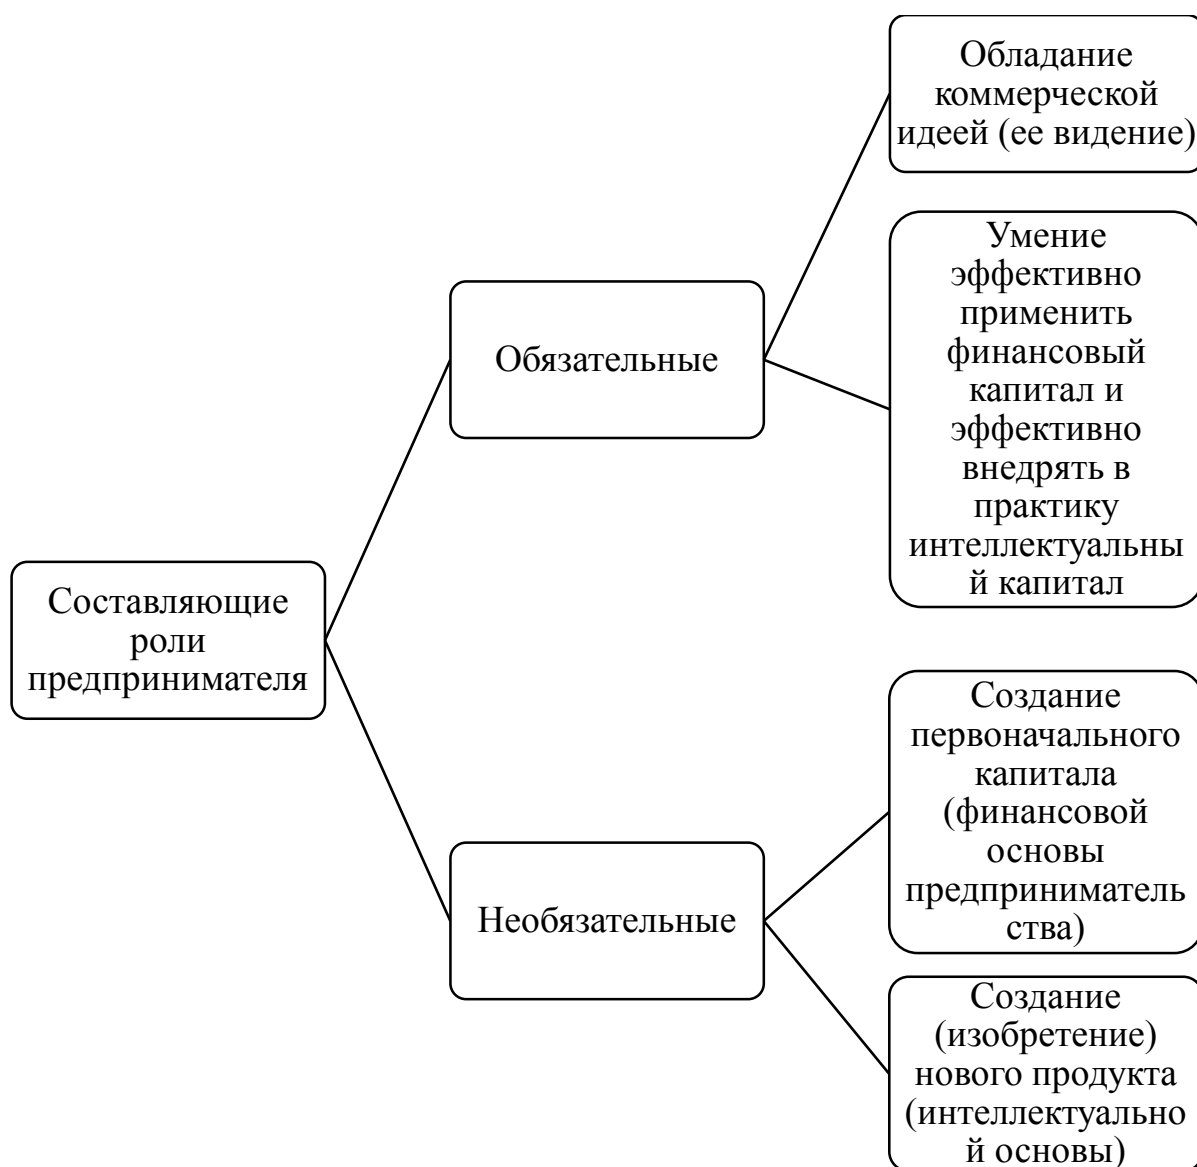 Обладание
коммерческой
идеей (ее видение)
Умение
эффективно
применить
финансовый
капитал и
эффективно
внедрять в
практику
интеллектуальны
й капитал
Обязательные
Составляющие
роли
предпринимателя
Создание
первоначального
капитала
(финансовой
основы
предприниматель
ства)
Необязательные
Создание
(изобретение)
нового продукта
(интеллектуально
й основы)